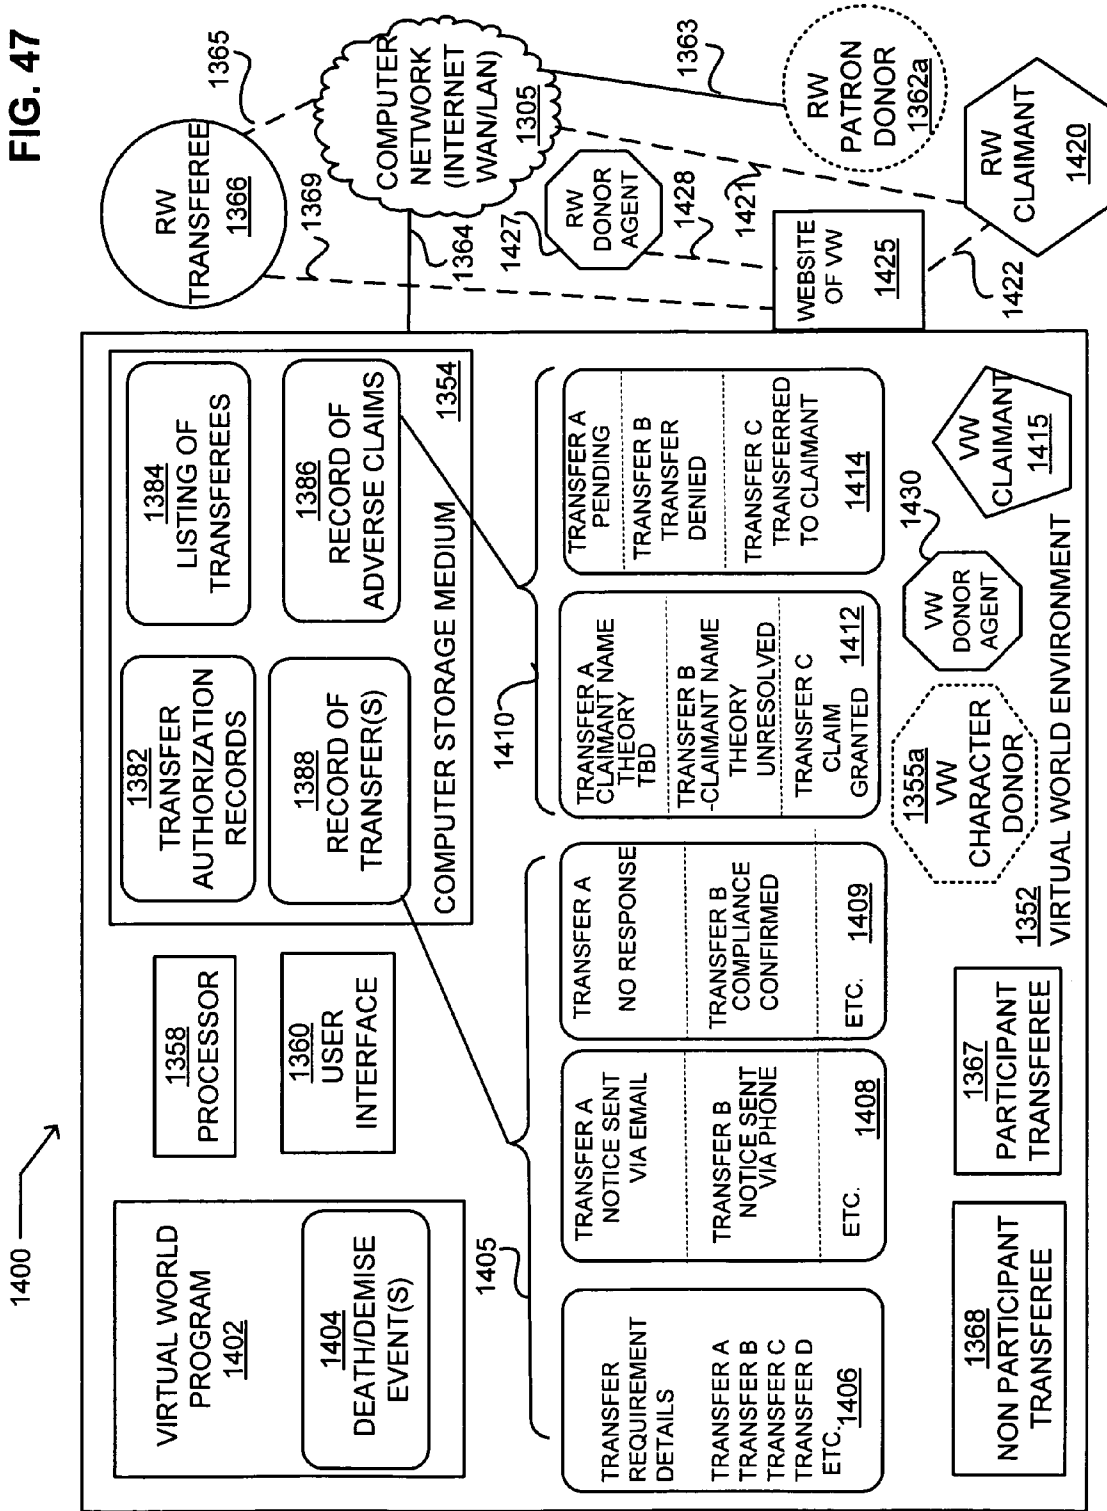 FIG. 47
1400
VIRTUAL WORLD
PROGRAM
1402
1404
DEATH/DEMISE
EVENT(S)
1358
PROCESSOR
1360
USER
INTERFACE
1382
TRANSFER
AUTHORIZATION
RECORDS
1384
LISTING OF
TRANSFEREES
1388
RECORD OF
TRANSFER(S)
1386
RECORD OF
ADVERSE CLAIMS
COMPUTER STORAGE MEDIUM
1354
1405
1410
TRANSFER
REQUIREMENT
DETAILS
TRANSFER A
TRANSFER B
TRANSFER C
TRANSFER D
ETC.
1406
TRANSFER A
NOTICE SENT
VIA EMAIL
TRANSFER B
NOTICE SENT
VIA PHONE
ETC.
1408
TRANSFER A
NO RESPONSE
TRANSFER B
COMPLIANCE
CONFIRMED
ETC.
1409
TRANSFER A
CLAIMANT NAME
THEORY
TBD
TRANSFER B
-CLAIMANT NAME
THEORY
UNRESOLVED
TRANSFER C
CLAIM
GRANTED
1412
TRANSFER A
PENDING
TRANSFER B
TRANSFER
DENIED
TRANSFER C
TRANSFERRED
TO CLAIMANT
1414
1368
NON PARTICIPANT
TRANSFEREE
1367
PARTICIPANT
TRANSFEREE
1355a
VW
CHARACTER
DONOR
VW
DONOR
AGENT
1430
VW
CLAIMANT
1415
1352
VIRTUAL WORLD ENVIRONMENT
RW
TRANSFEREE
1366
1365
1369
COMPUTER
NETWORK
(INTERNET
WAN/LAN)
1305
1364
1363
1427
RW
DONOR
AGENT
1428
1421
WEBSITE
OF VW
1425
1422
RW
PATRON
DONOR
1362a
RW
CLAIMANT
1420